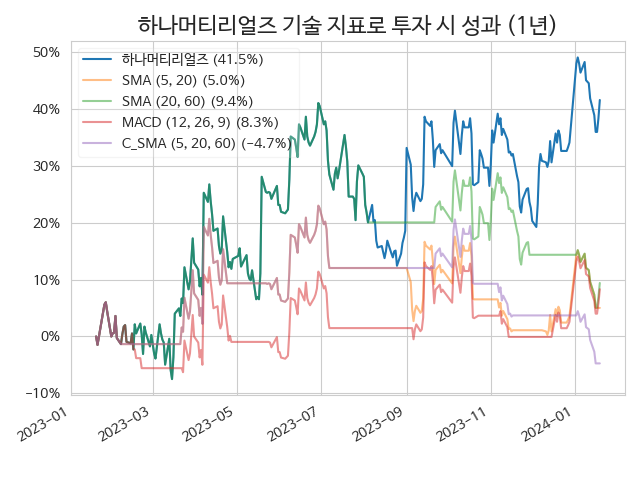 하나머티리얼즈 기술 지표로 투자 시 성과 (1년)
50%
40%
30%
20%
10%
0%
−10%
하나머티리얼즈 (41.5%)
SMA (5, 20) (5.0%)
SMA (20, 60) (9.4%)
MACD (12, 26, 9) (8.3%)
C_SMA (5, 20, 60) (−4.7%)
2023−01
2023−03
2023−05
2023−07
2023−09
2023−11
2024−01